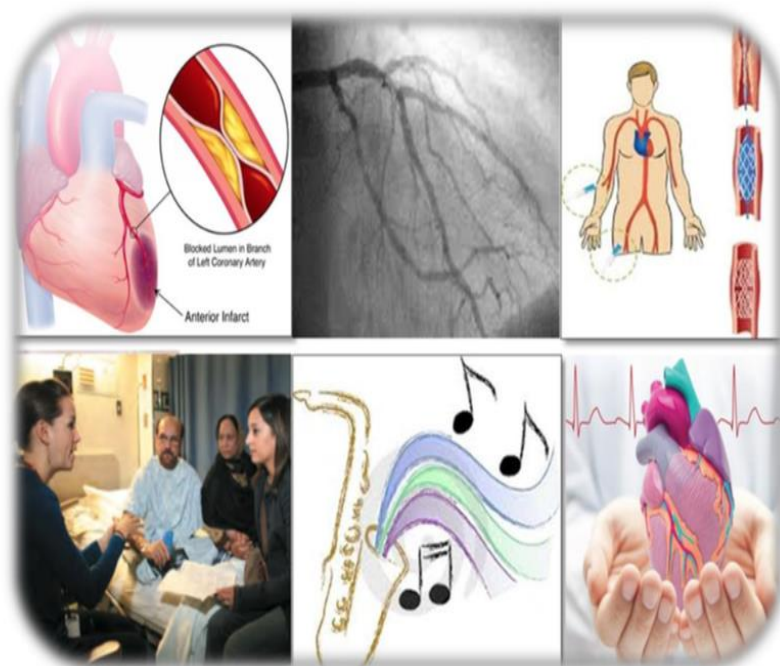 Blocked Lumen in Branch
of Left Coronary Artery
Anterior Infarct